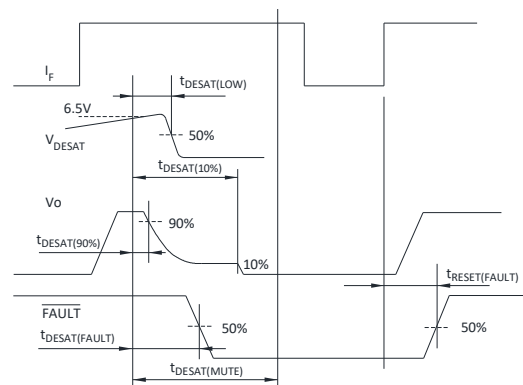 I_F
t_DESAT(LOW)
6.5V
50%
V_DESAT
t_DESAT(10%)
Vo
90%
t_DESAT(90%)
10%
t_RESET(FAULT)
FAULT
50%
50%
t_DESAT(FAULT)
t_DESAT(MUTE)